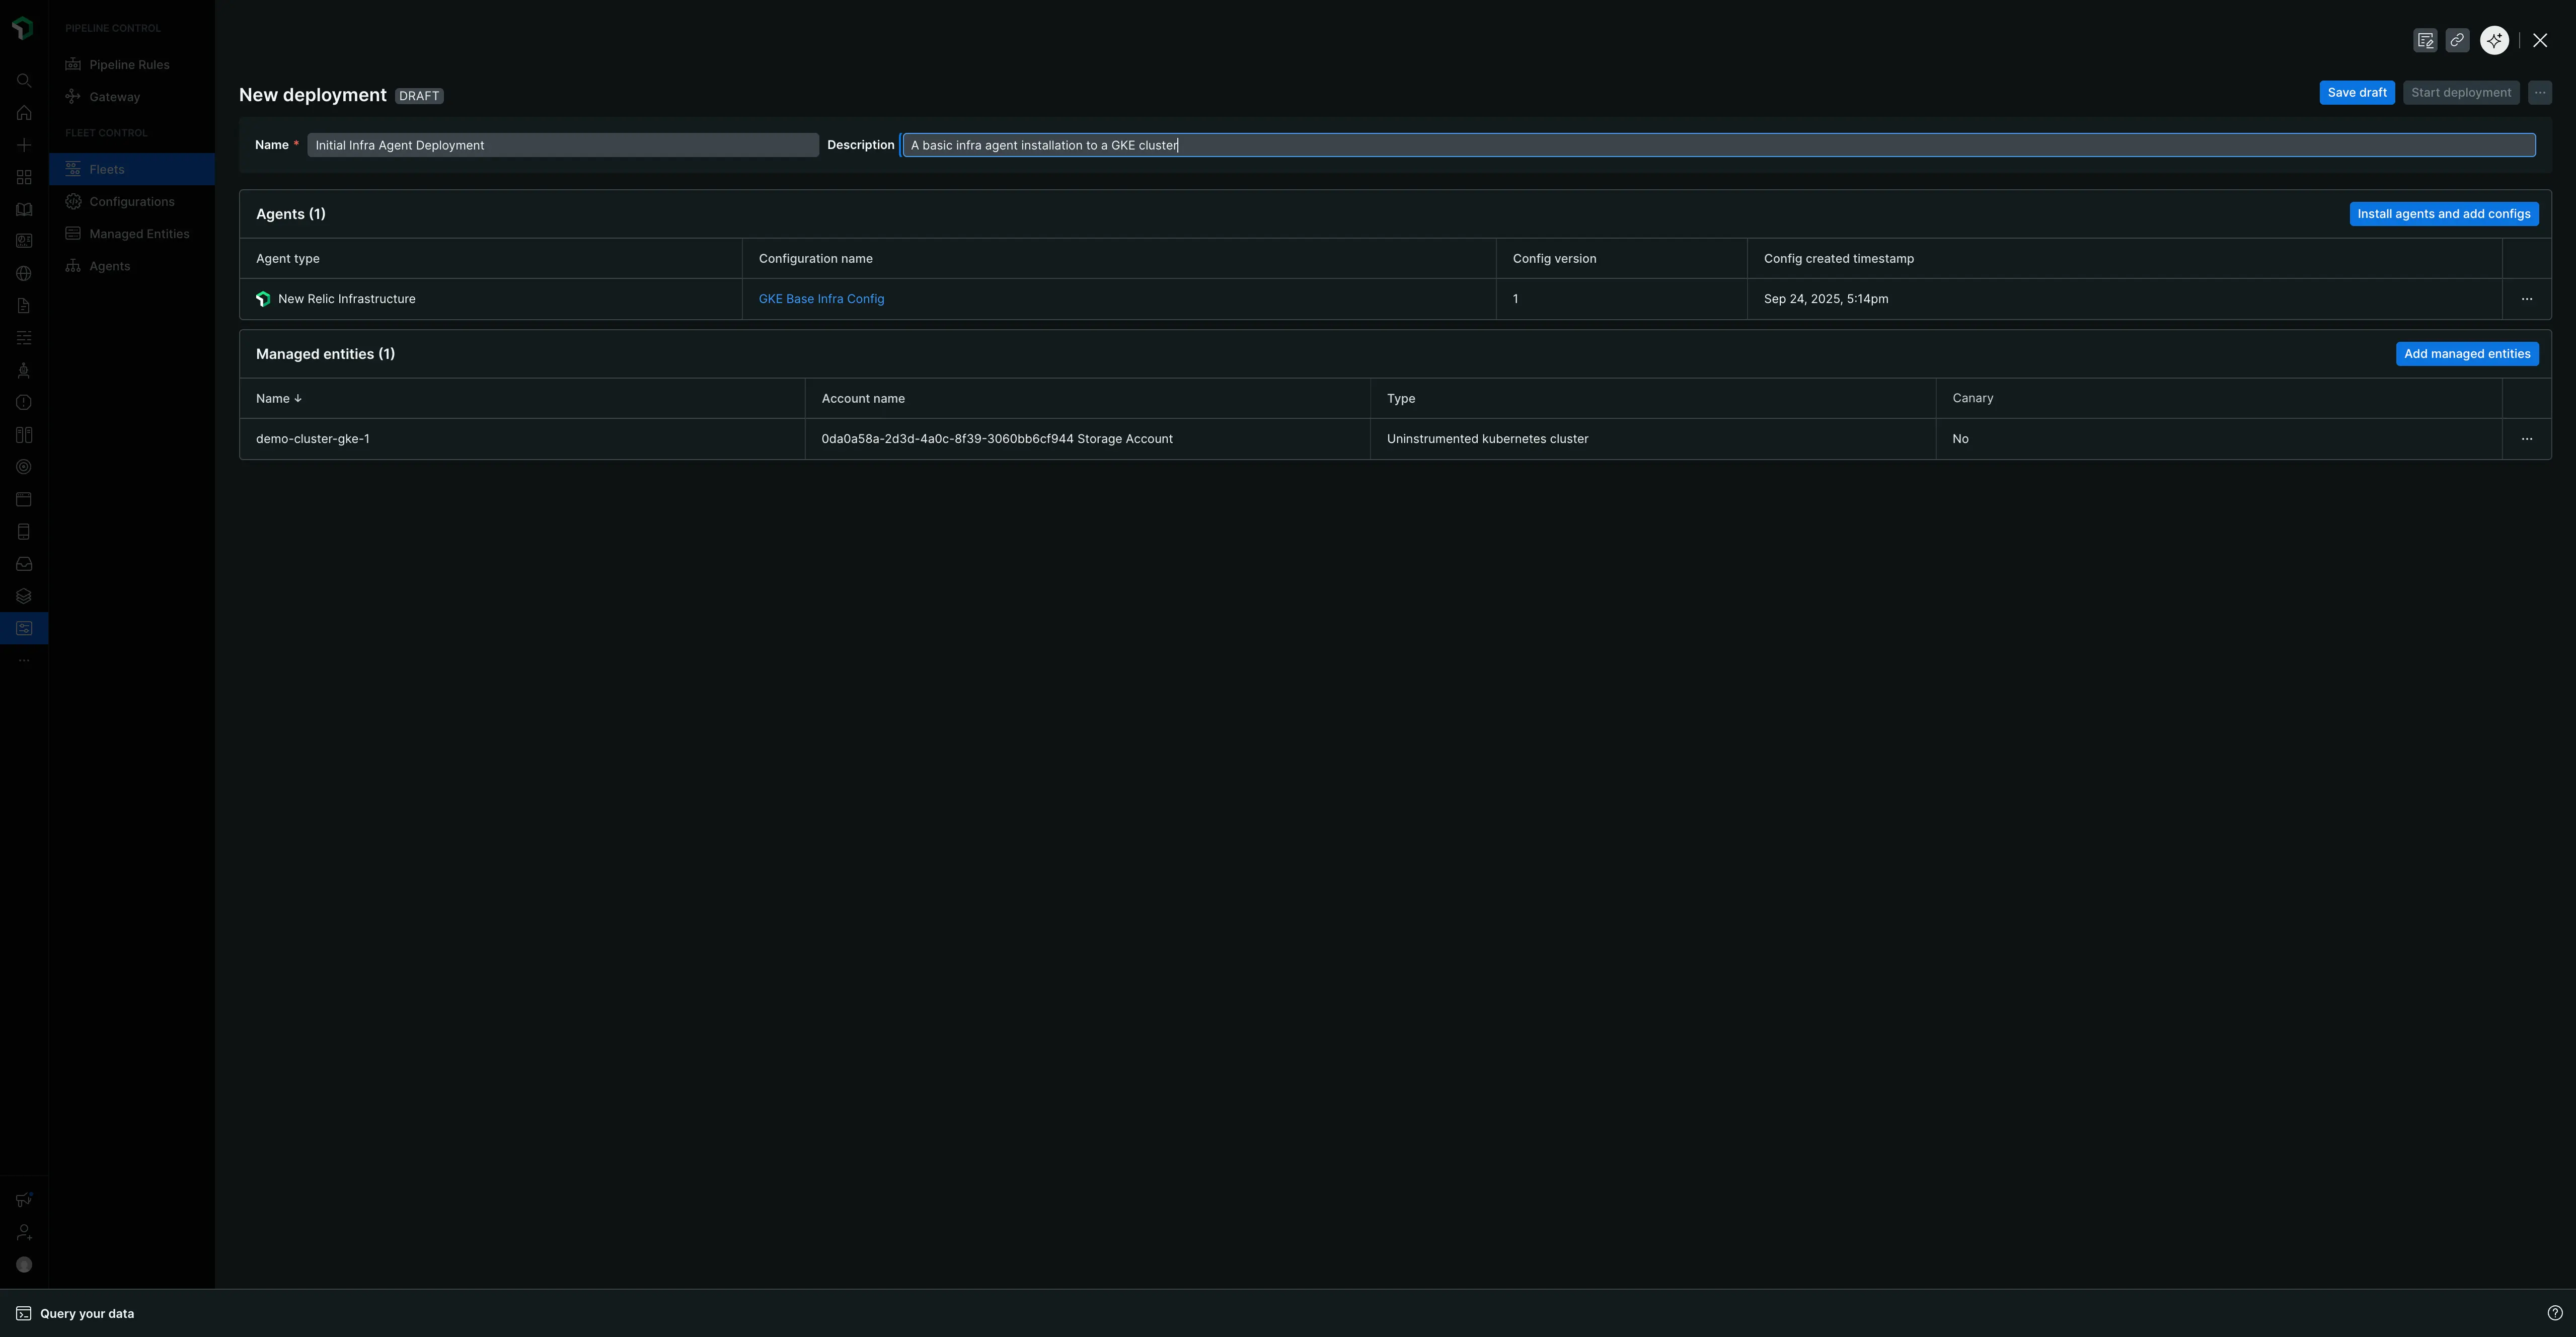 PIPELINE CONTROL
Pipeline Rules
Gateway
FLEET CONTROL
Fleets
Configurations
Managed Entities
Agents
New deployment DRAFT
Save draft Start deployment
Name * Initial Infra Agent Deployment Description A basic infra agent installation to a GKE cluster
Agents (1) Install agents and add configs
Agent type Configuration name Config version Config created timestamp
New Relic Infrastructure GKE Base Infra Config 1 Sep 24, 2025, 5:14pm
Managed entities (1) Add managed entities
Name ↓ Account name Type Canary
demo-cluster-gke-1 0da0a58a-2d3d-4a0c-8f39-3060bb6cf944 Storage Account Uninstrumented kubernetes cluster No
Query your data